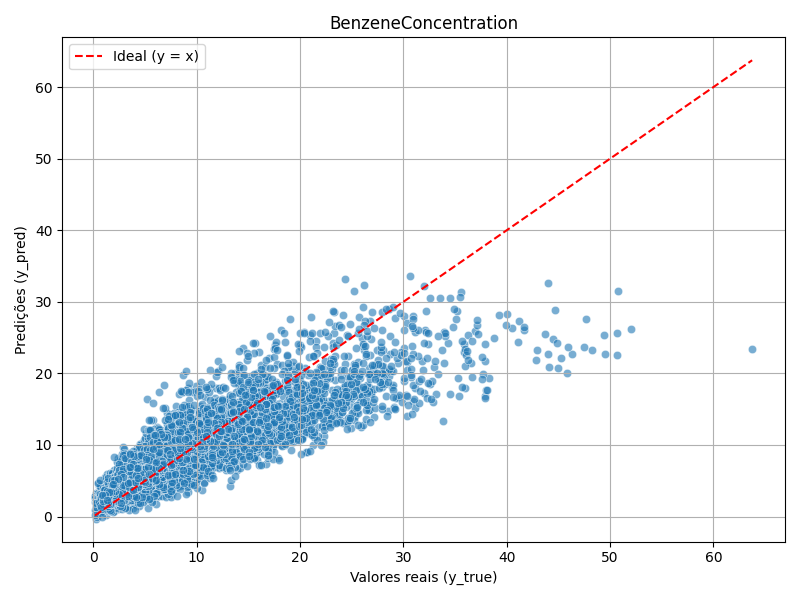 BenzeneConcentration
Ideal (y = x)
60
50
40
30
20
10
0
Predições (y_pred)
0 10 20 30 40 50 60
Valores reais (y_true)